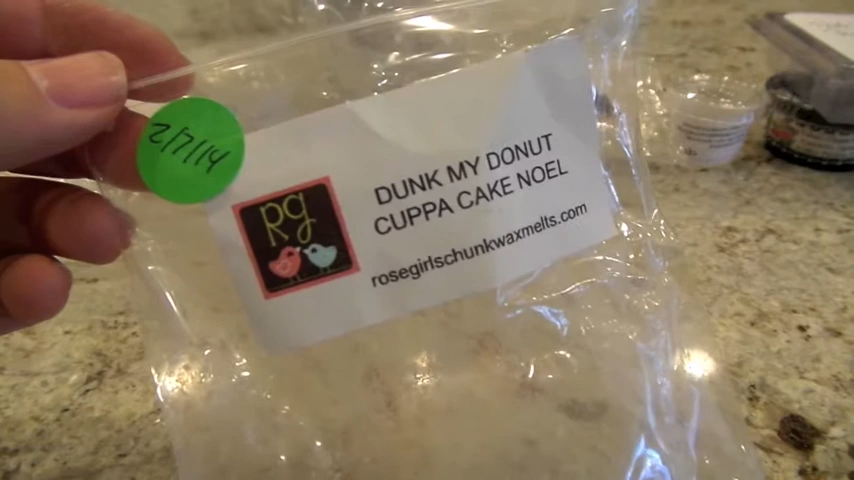 2/7/14
RG
DUNK MY DONUT
CUPPA CAKE NOEL
rosegirlschunkwaxmelts.com